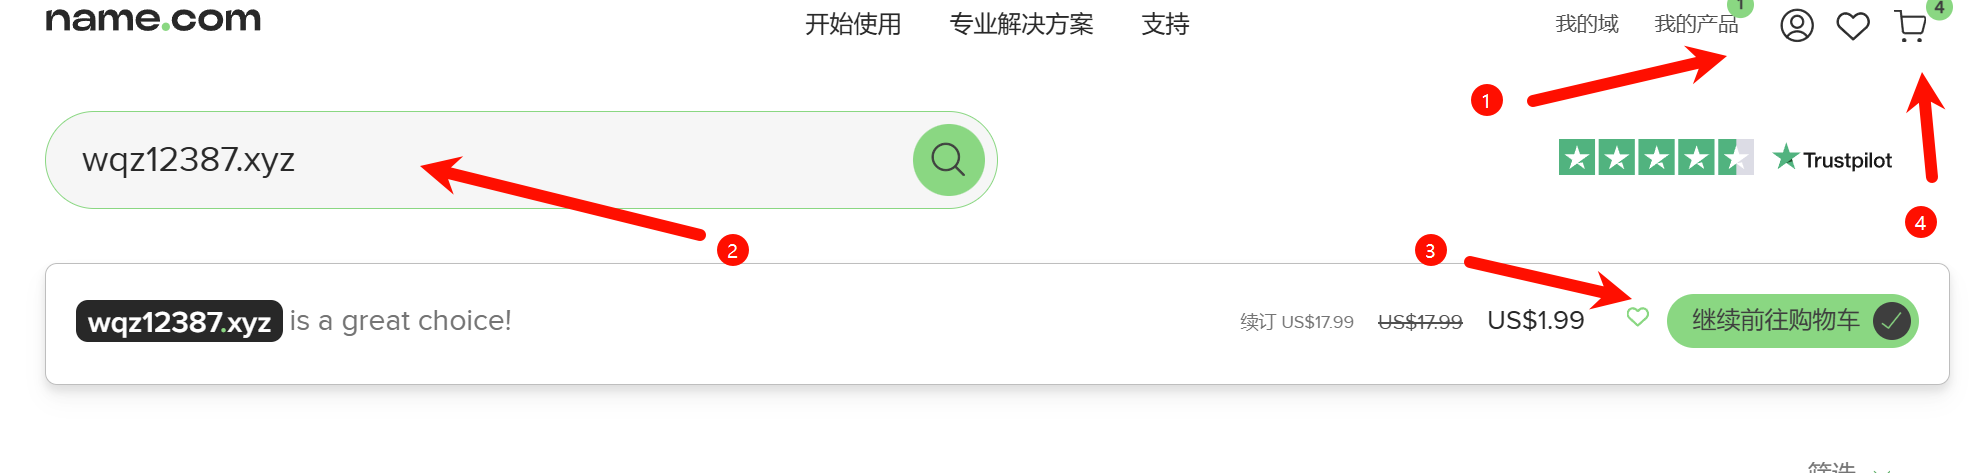 name.com
开始使用 专业解决方案 支持 我的域 我的产品 1 4
1
wqz12387.xyz
Trustpilot
2
3
4
wqz12387.xyz is a great choice! 续订 US$17.99 US$17.99 US$1.99 继续前往购物车
筛选